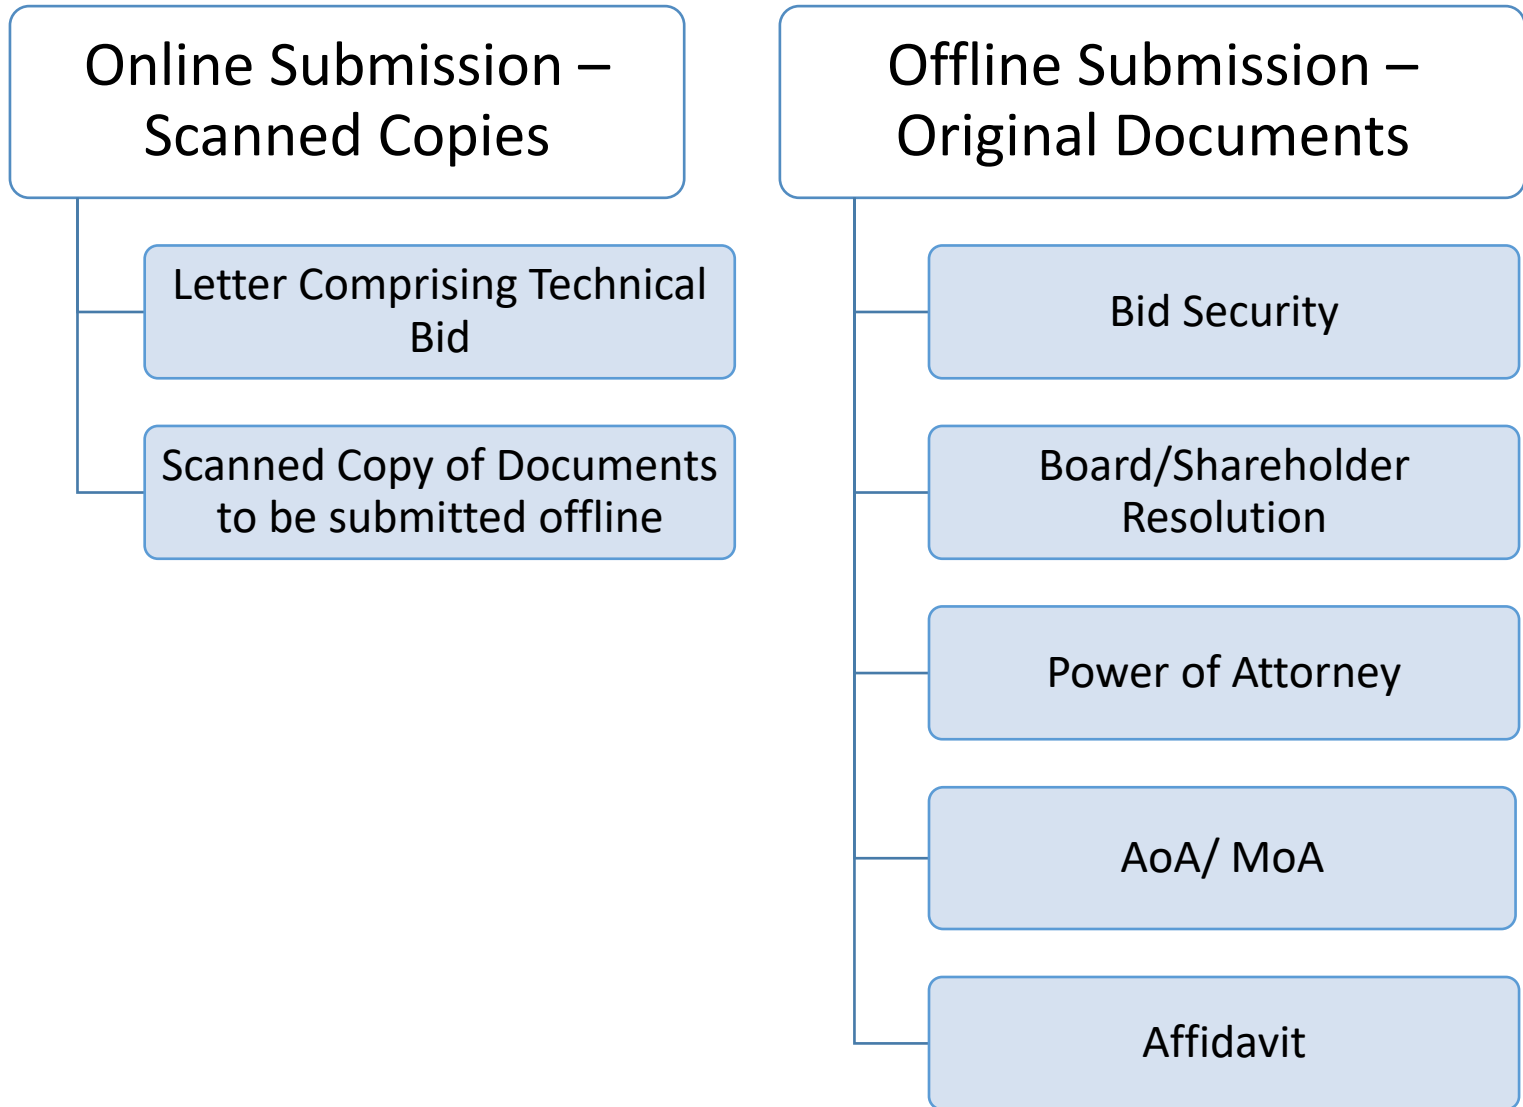 Online Submission –
Scanned Copies
Letter Comprising Technical
Bid
Scanned Copy of Documents
to be submitted offline
Offline Submission –
Original Documents
Bid Security
Board/Shareholder
Resolution
Power of Attorney
AoA/ MoA
Affidavit